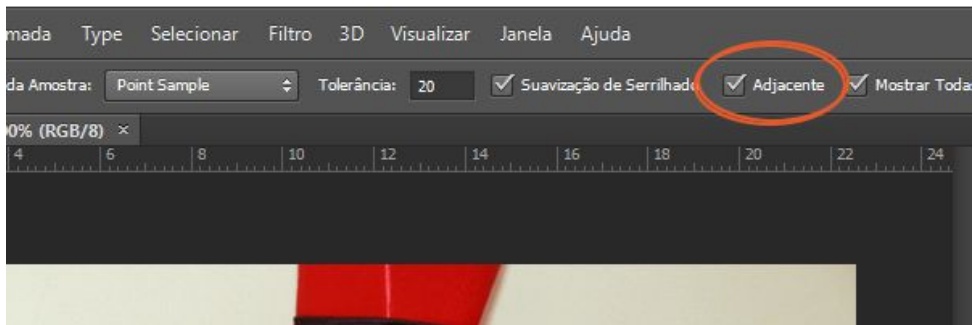 mada Type Selecionar Filtro 3D Visualizar Janela Ajuda
da Amostra: Point Sample Tolerância: 20 Suavização de Serrilhado Adjacente Mostrar Todas
0% (RGB/8) ×
4 6 8 10 12 14 16 18 20 22 24